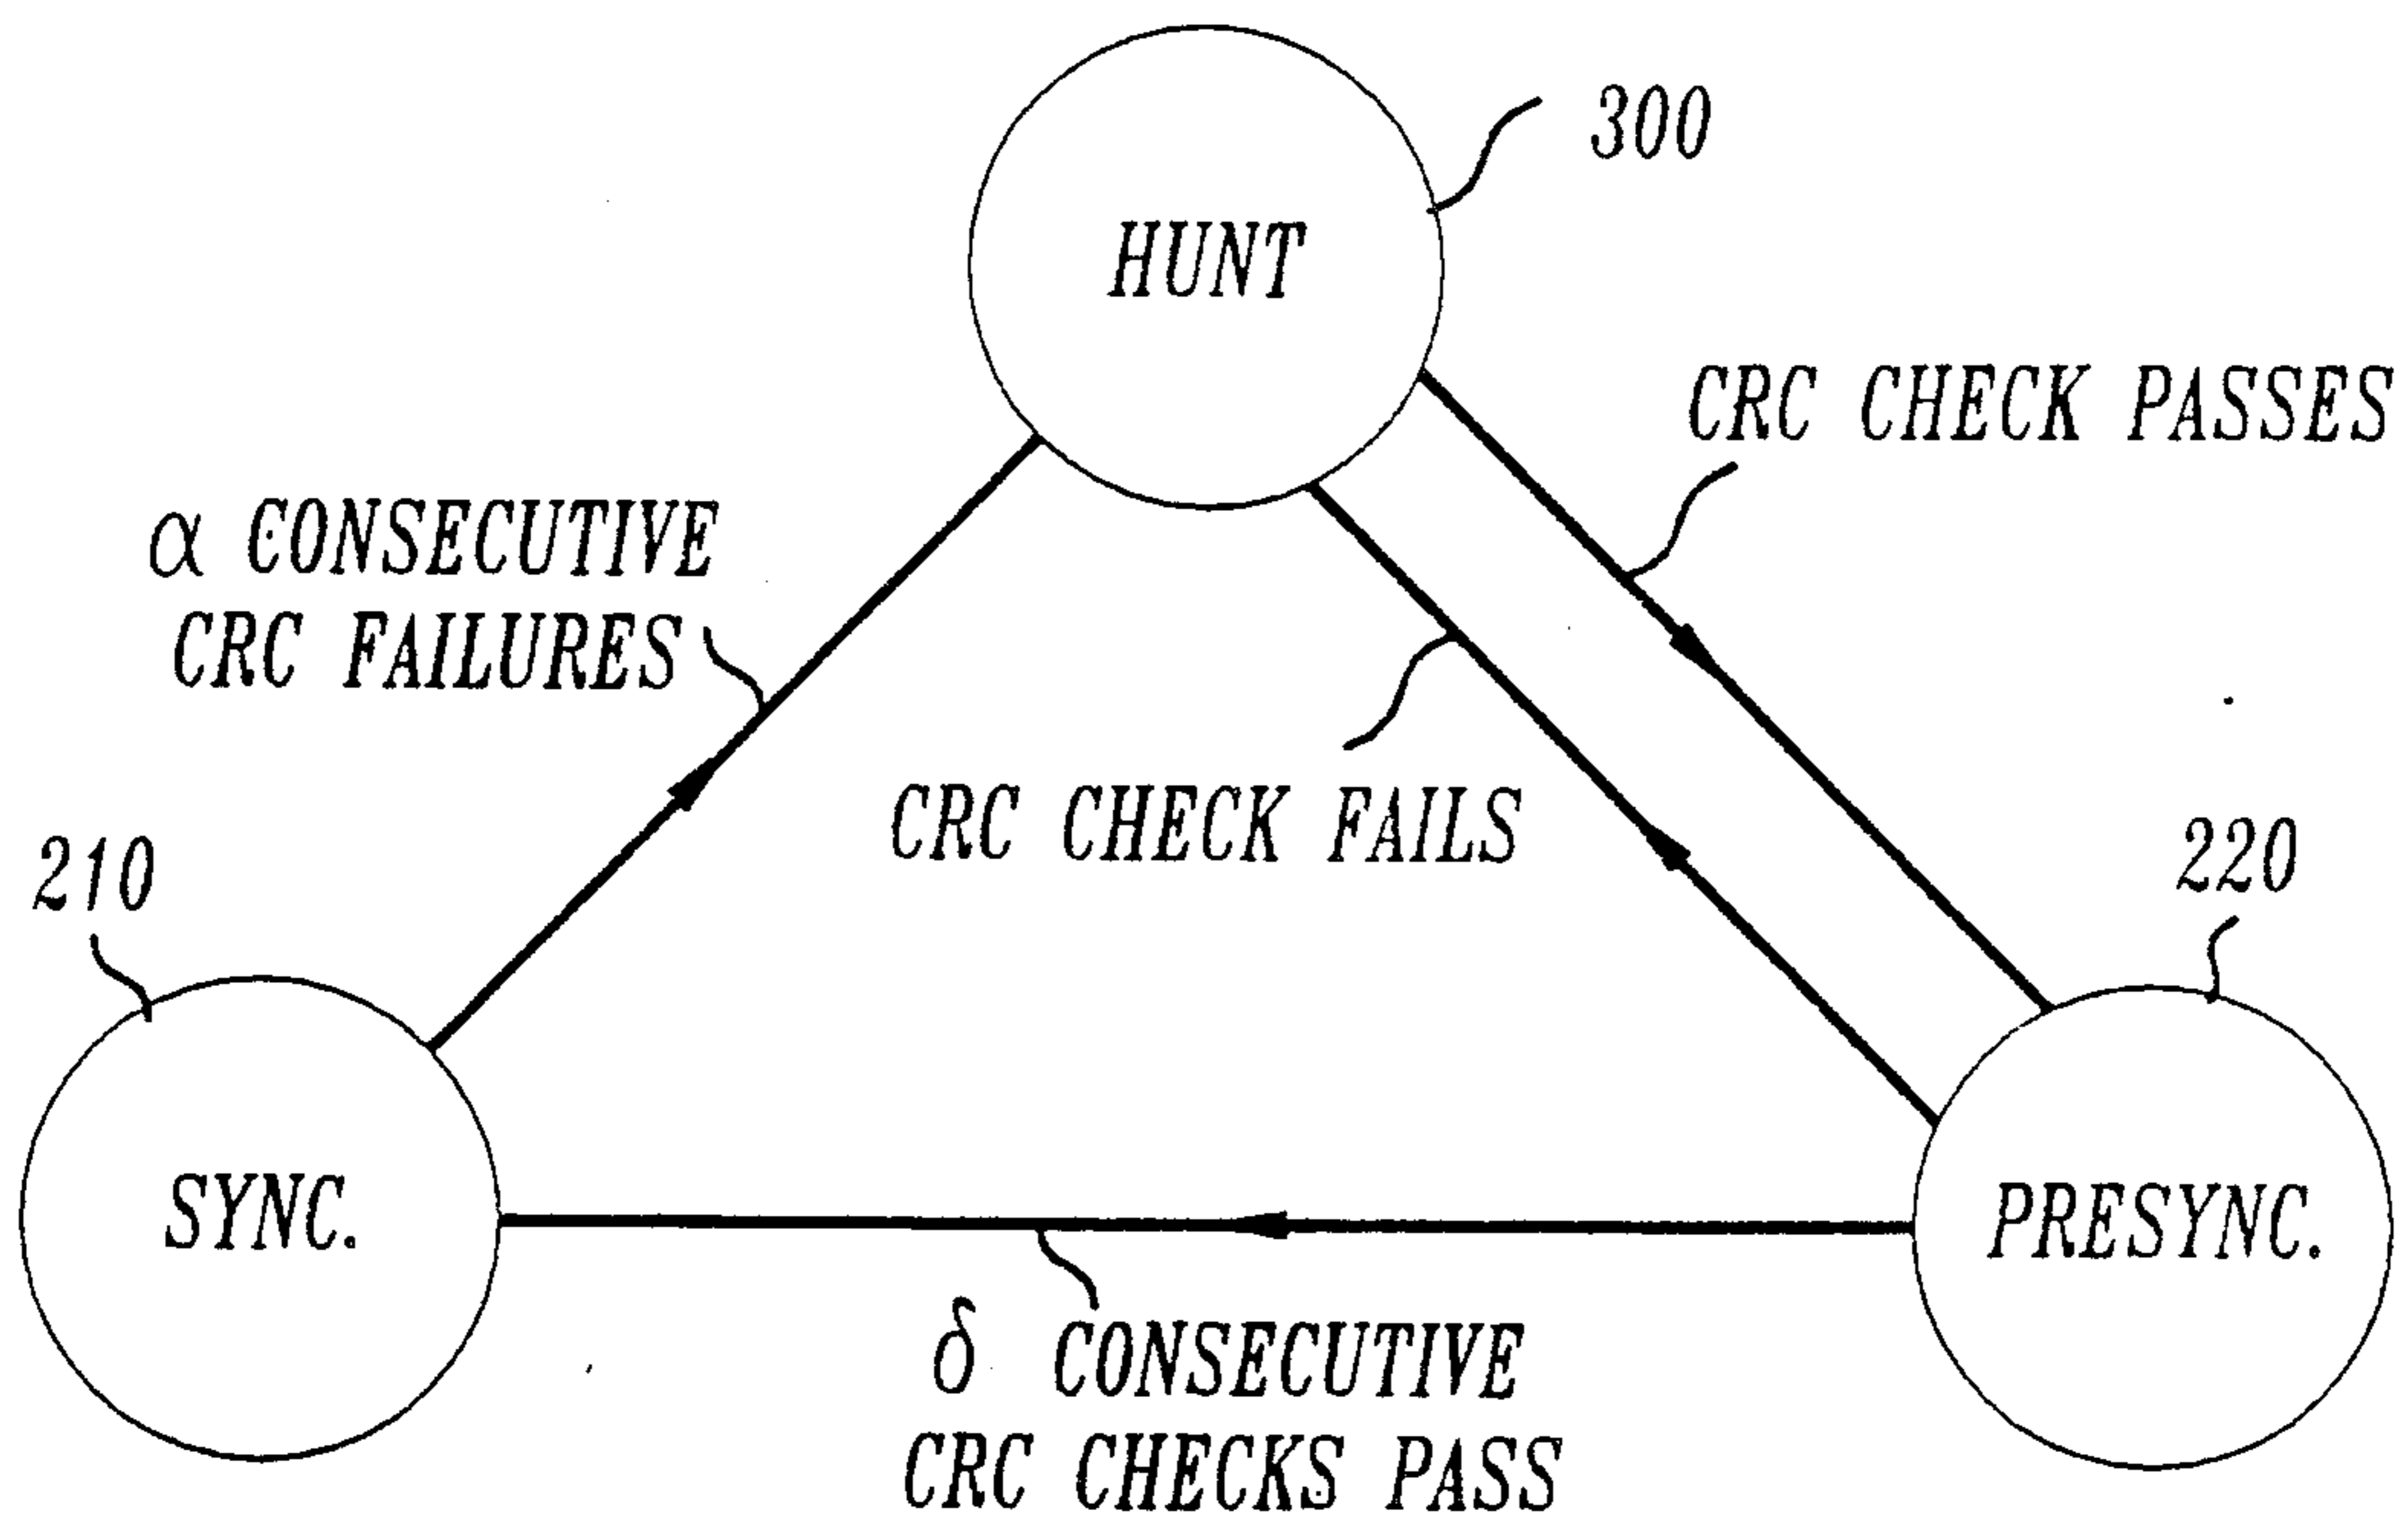 300
HUNT
CRC CHECK PASSES
α CONSECUTIVE
CRC FAILURES
CRC CHECK FAILS
210
220
SYNC.
PRESYNC.
δ CONSECUTIVE
CRC CHECKS PASS